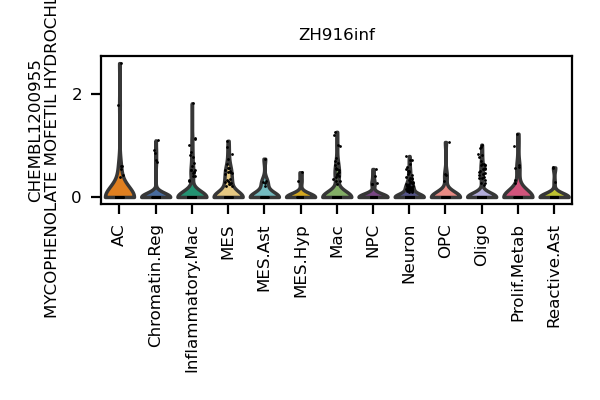 ZH916inf
CHEMBL1200955
MYCOPHENOLATE MOFETIL HYDROCHL
2
0
AC
Chromatin.Reg
Inflammatory.Mac
MES
MES.Ast
MES.Hyp
Mac
NPC
Neuron
OPC
Oligo
Prolif.Metab
Reactive.Ast